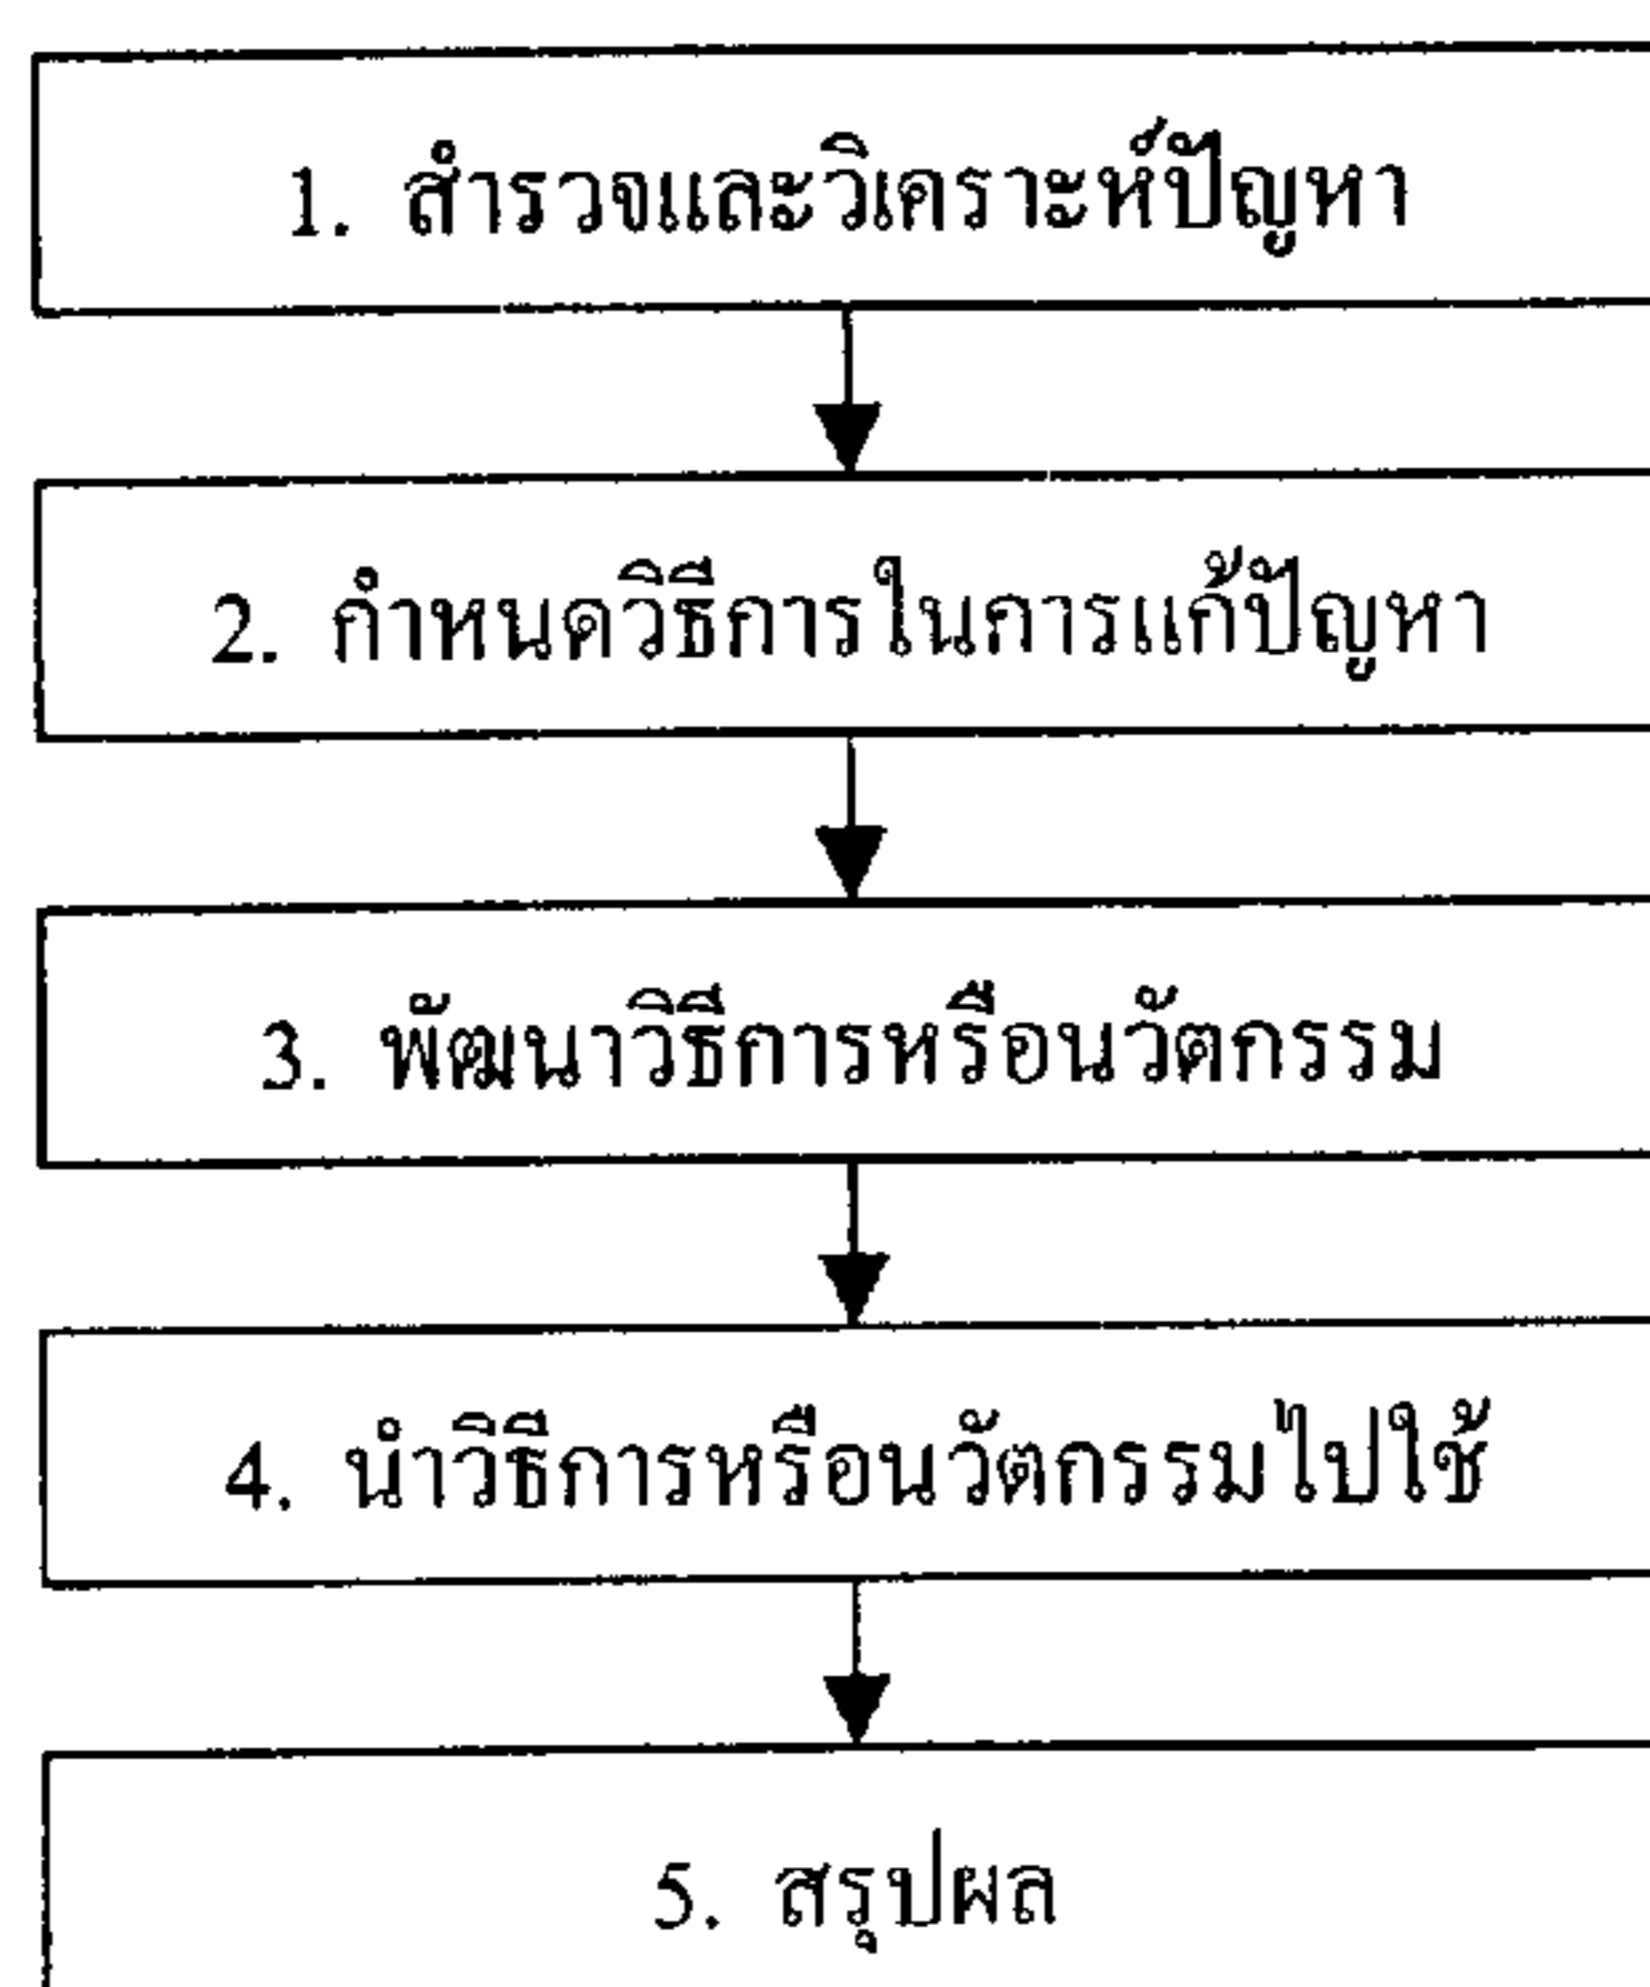 1. สำรวจและวิเคราะห์ปัญหา
2. กำหนดวิธีการในการแก้ปัญหา
3. พัฒนาวิธีการหรือนวัตกรรม
4. นำวิธีการหรือนวัตกรรมไปใช้
5. สรุปผล